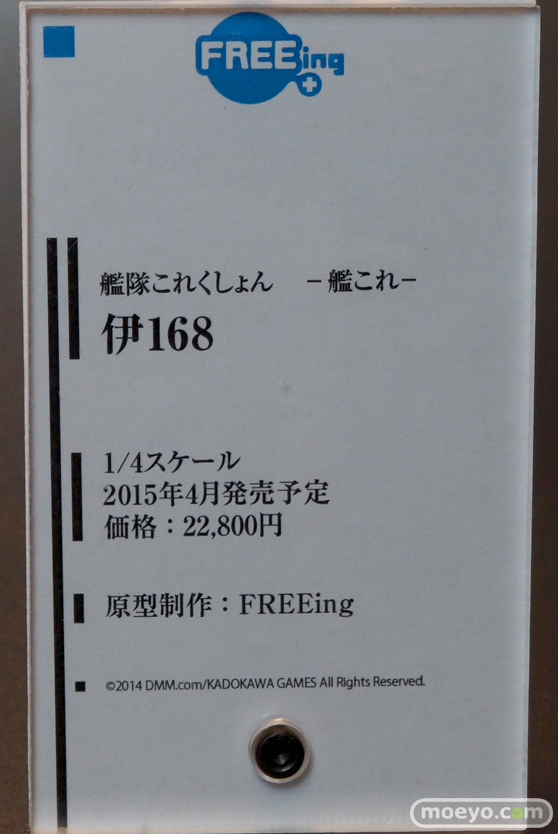 FREEing
艦隊これくしょん　－艦これ－
伊168
1/4スケール
2015年4月発売予定
価格：22,800円
原型制作：FREEing
©2014 DMM.com/KADOKAWA GAMES All Rights Reserved.
moeyo.com